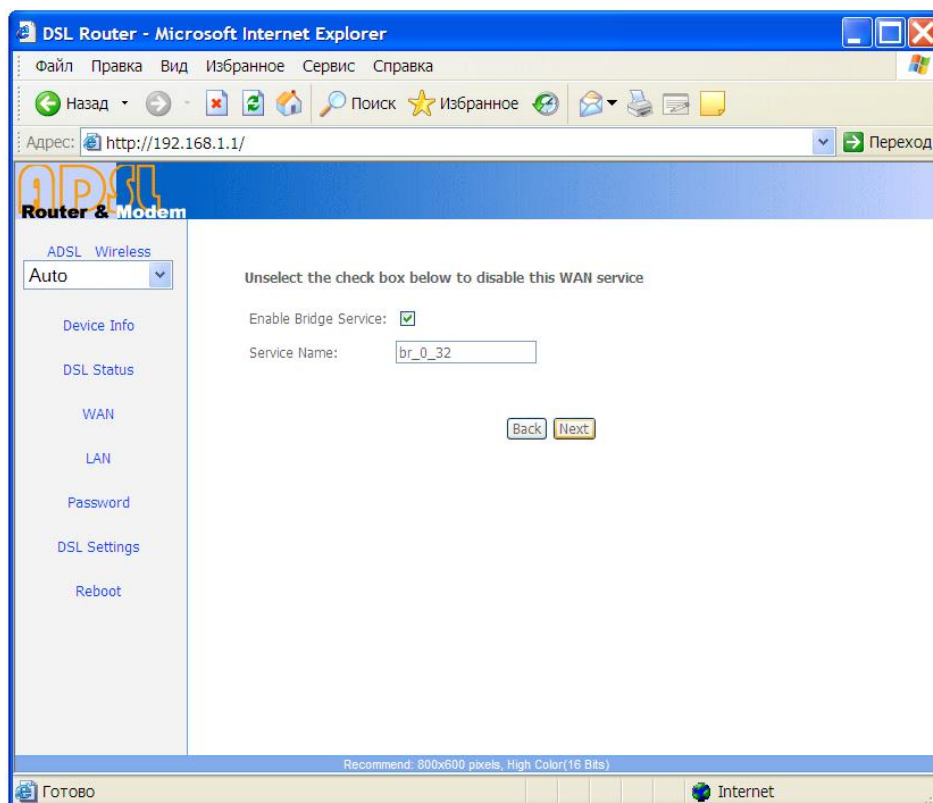 DSL Router - Microsoft Internet Explorer
Файл Правка Вид Избранное Сервис Справка
Назад Поиск Избранное
Адрес: http://192.168.1.1/ Переход
ADSL
Router & Modem
ADSL Wireless
Auto
Unselect the check box below to disable this WAN service
Device Info
Enable Bridge Service:
Service Name: br_0_32
DSL Status
WAN
Back Next
LAN
Password
DSL Settings
Reboot
Recommend: 800x600 pixels, High Color(16 Bits)
Готово Internet